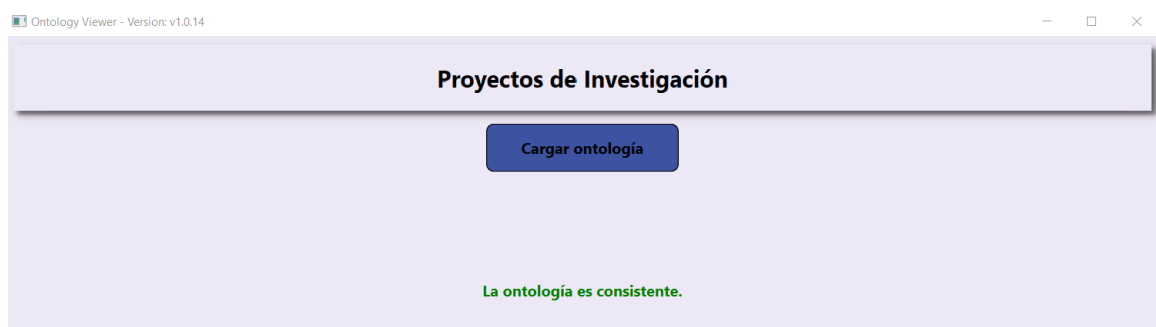 Ontology Viewer - Version: v1.0.14
Proyectos de Investigación
Cargar ontología
La ontología es consistente.